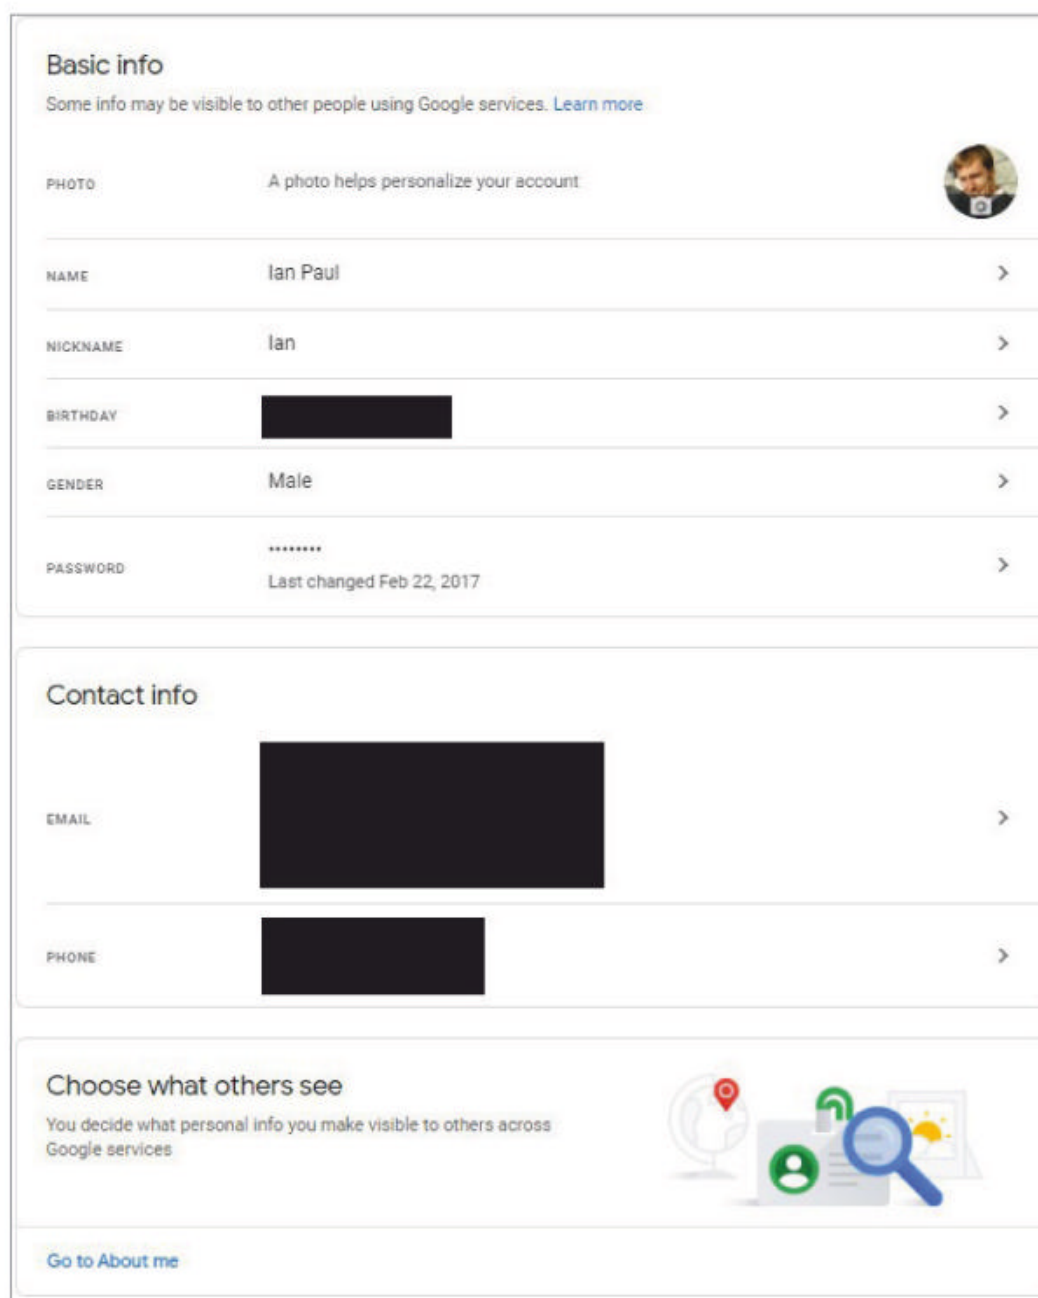 Basic info
Some info may be visible to other people using Google services. Learn more
PHOTO
A photo helps personalize your account
NAME
Ian Paul
NICKNAME
Ian
BIRTHDAY
GENDER
Male
PASSWORD
••••••••
Last changed Feb 22, 2017
Contact info
EMAIL
PHONE
Choose what others see
You decide what personal info you make visible to others across
Google services
Go to About me